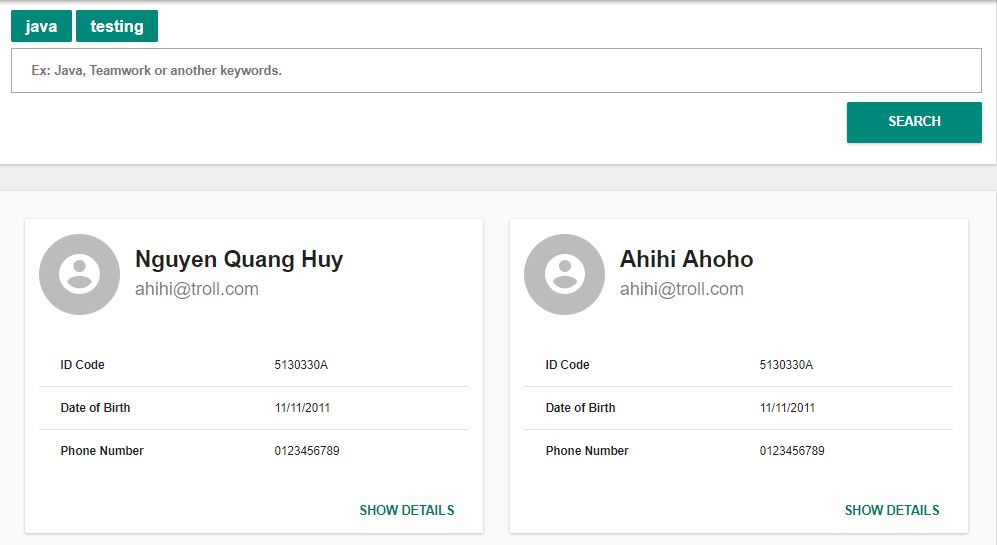 java testing
Ex: Java, Teamwork or another keywords.
SEARCH
Nguyen Quang Huy
ahihi@troll.com
ID Code 5130330A
Date of Birth 11/11/2011
Phone Number 0123456789
SHOW DETAILS
Ahihi Ahoho
ahihi@troll.com
ID Code 5130330A
Date of Birth 11/11/2011
Phone Number 0123456789
SHOW DETAILS